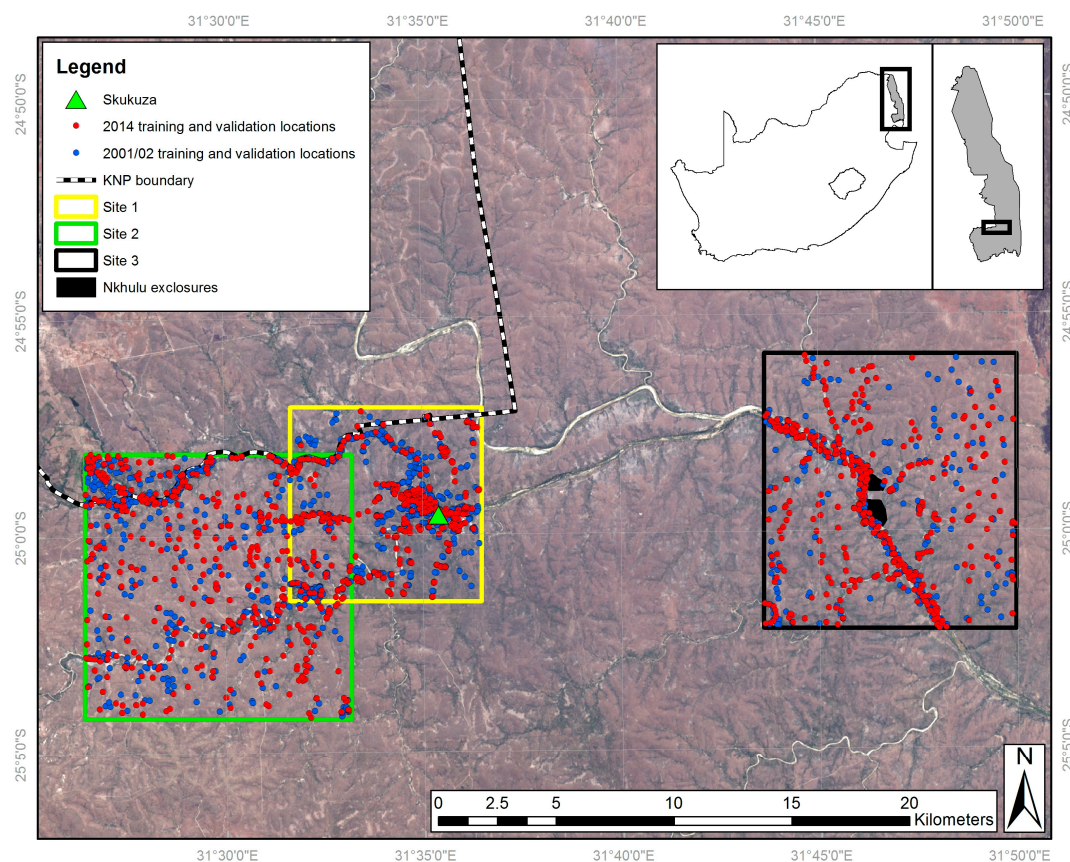 31°30'0"E 31°35'0"E 31°40'0"E 31°45'0"E 31°50'0"E
Legend
Skukuza
2014 training and validation locations
2001/02 training and validation locations
KNP boundary
Site 1
Site 2
Site 3
Nkhulu exclosures
24°50'0"S
24°50'0"S
24°55'0"S
24°55'0"S
25°0'0"S
25°0'0"S
25°5'0"S
25°5'0"S
N
0 2.5 5 10 15 20
Kilometers
31°30'0"E 31°35'0"E 31°40'0"E 31°45'0"E 31°50'0"E